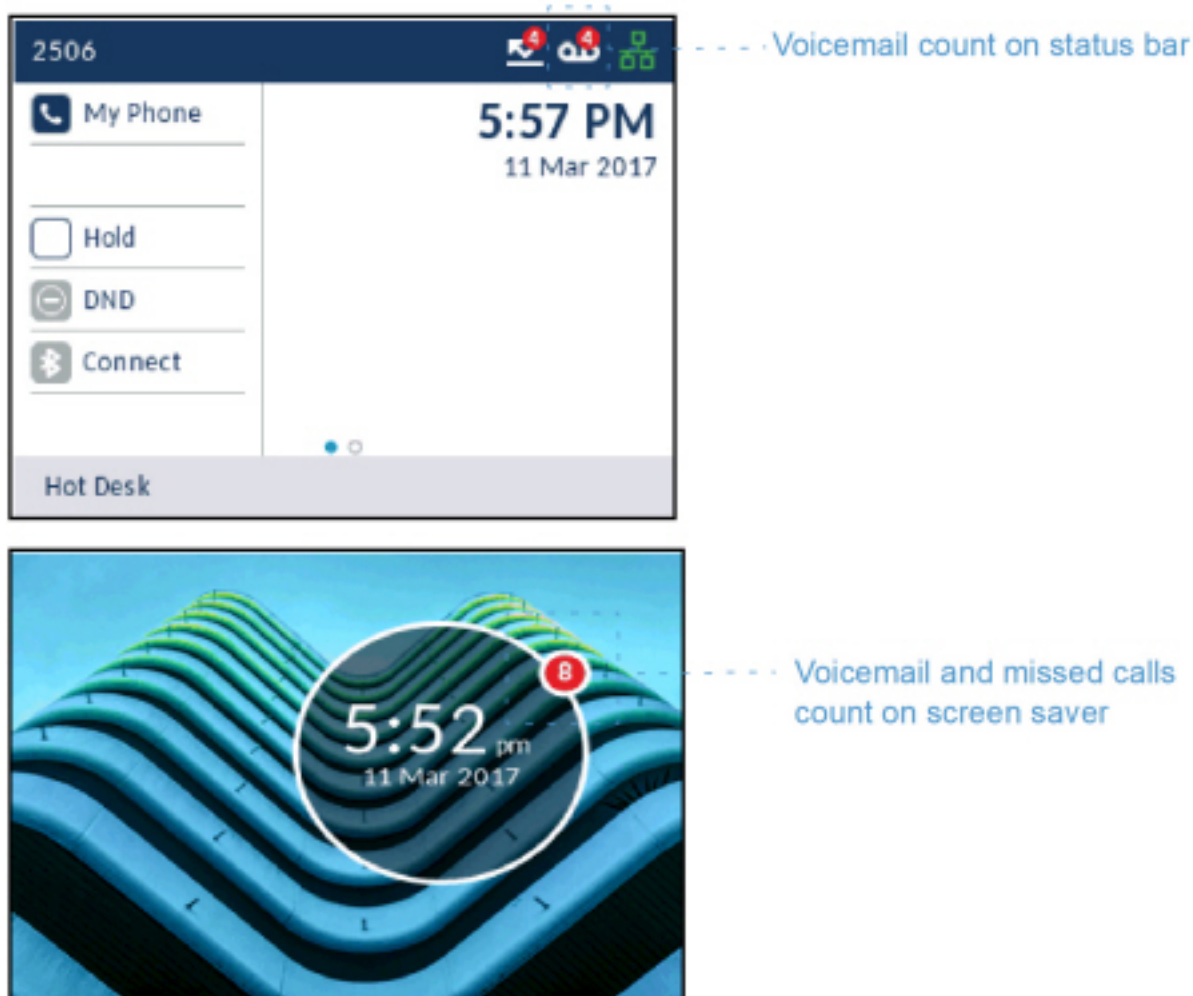 2506
4
4
Voicemail count on status bar
My Phone
5:57 PM
11 Mar 2017
Hold
DND
Connect
Hot Desk
8
Voicemail and missed calls
count on screen saver
5:52 pm
11 Mar 2017